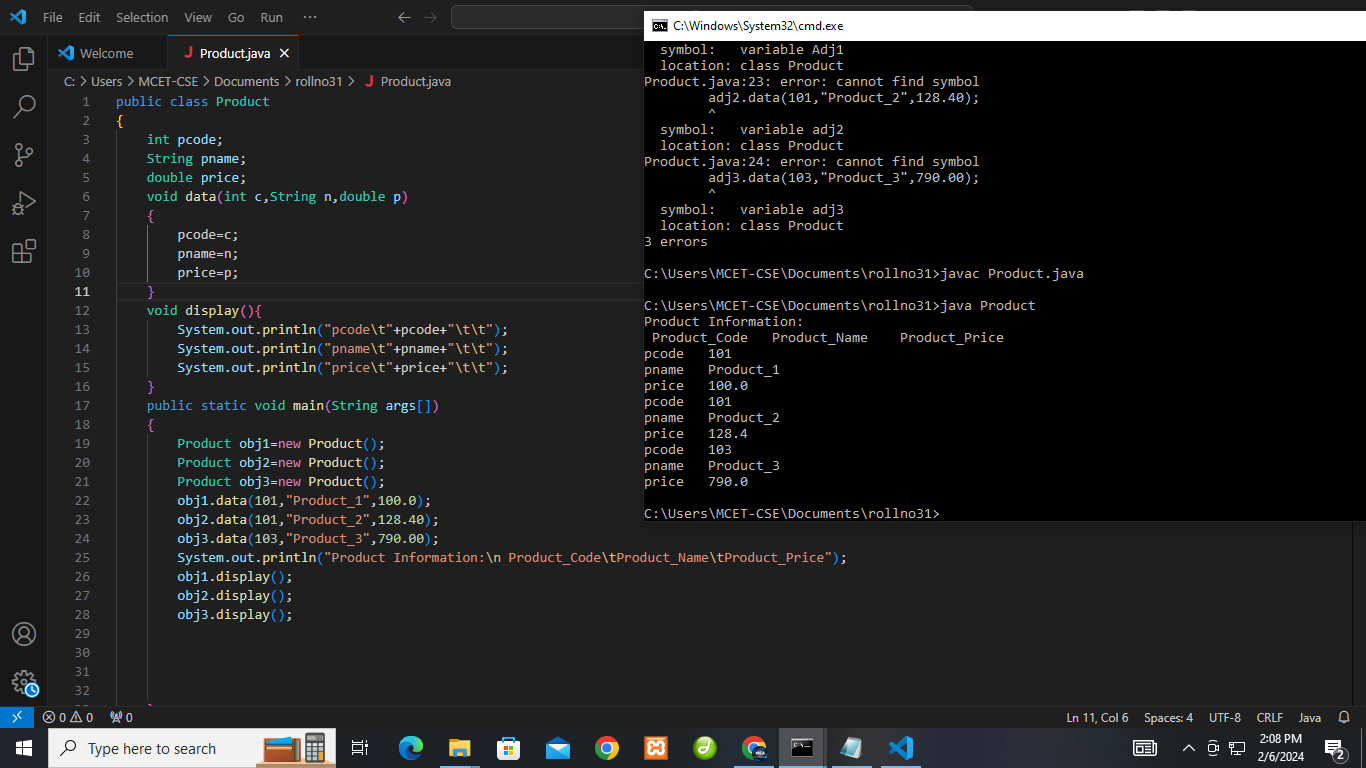 File Edit Selection View Go Run ···
Welcome
Product.java
C: > Users > MCET-CSE > Documents > rollno31 > Product.java
1 public class Product
2 {
3 int pcode;
4 String pname;
5 double price;
6 void data(int c,String n,double p)
7 {
8 pcode=c;
9 pname=n;
10 price=p;
11 }
12 void display(){
13 System.out.println("pcode\t"+pcode+"\t\t");
14 System.out.println("pname\t"+pname+"\t\t");
15 System.out.println("price\t"+price+"\t\t");
16 }
17 public static void main(String args[])
18 {
19 Product obj1=new Product();
20 Product obj2=new Product();
21 Product obj3=new Product();
22 obj1.data(101,"Product_1",100.0);
23 obj2.data(101,"Product_2",128.40);
24 obj3.data(103,"Product_3",790.00);
25 System.out.println("Product Information:\n Product_Code\tProduct_Name\tProduct_Price");
26 obj1.display();
27 obj2.display();
28 obj3.display();
29
30
31
32
C:\Windows\System32\cmd.exe
symbol: variable Adj1
location: class Product
Product.java:23: error: cannot find symbol
adj2.data(101,"Product_2",128.40);
^
symbol: variable adj2
location: class Product
Product.java:24: error: cannot find symbol
adj3.data(103,"Product_3",790.00);
^
symbol: variable adj3
location: class Product
3 errors
C:\Users\MCET-CSE\Documents\rollno31>javac Product.java
C:\Users\MCET-CSE\Documents\rollno31>java Product
Product Information:
Product_Code Product_Name Product_Price
pcode 101
pname Product_1
price 100.0
pcode 101
pname Product_2
price 128.4
pcode 103
pname Product_3
price 790.0
C:\Users\MCET-CSE\Documents\rollno31>
0 0 0
Ln 11, Col 6 Spaces: 4 UTF-8 CRLF Java
Type here to search
2:08 PM
2/6/2024
2